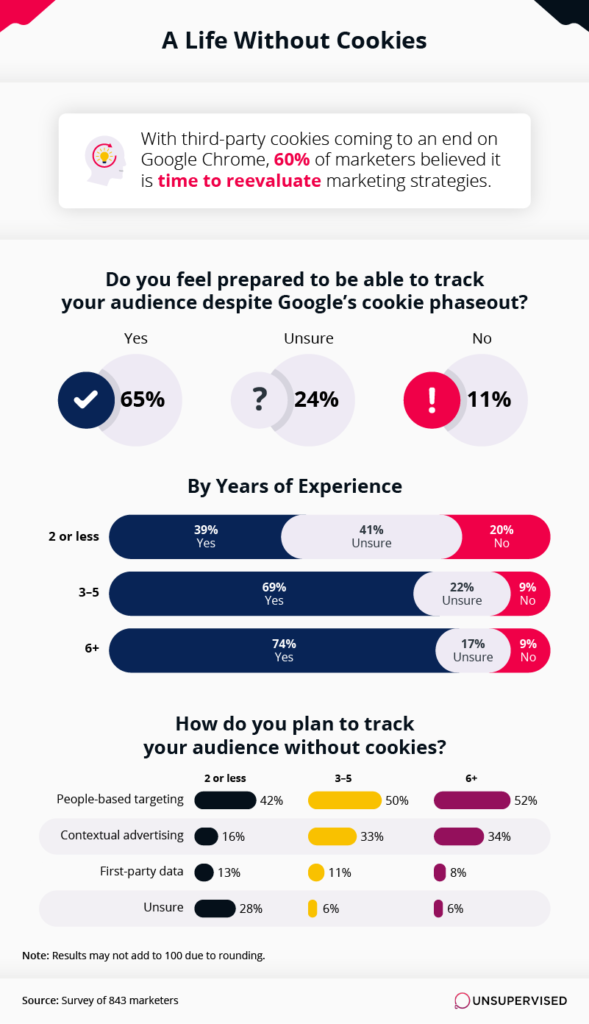 A Life Without Cookies
With third-party cookies coming to an end on
Google Chrome, 60% of marketers believed it
is time to reevaluate marketing strategies.
Do you feel prepared to be able to track
your audience despite Google's cookie phaseout?
Yes Unsure No
65% ? 24% ! 11%
By Years of Experience
2 or less 39% Yes 41% Unsure 20% No
3–5 69% Yes 22% Unsure 9% No
6+ 74% Yes 17% Unsure 9% No
How do you plan to track
your audience without cookies?
2 or less 3–5 6+
People-based targeting 42% 50% 52%
Contextual advertising 16% 33% 34%
First-party data 13% 11% 8%
Unsure 28% 6% 6%
Note: Results may not add to 100 due to rounding.
Source: Survey of 843 marketers UNSUPERVISED